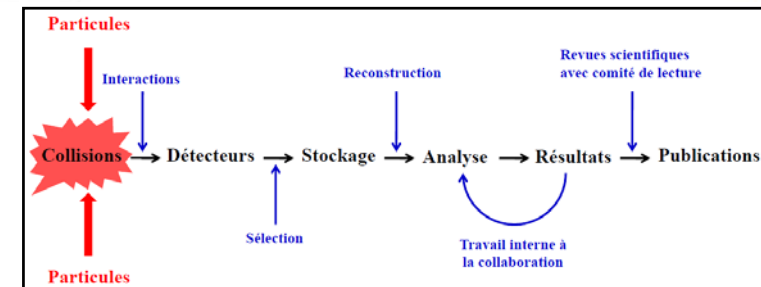 Particules
Interactions
Reconstruction
Revues scientifiques
avec comité de lecture
Collisions
Détecteurs
Stockage
Analyse
Résultats
Publications
Sélection
Travail interne à
la collaboration
Particules